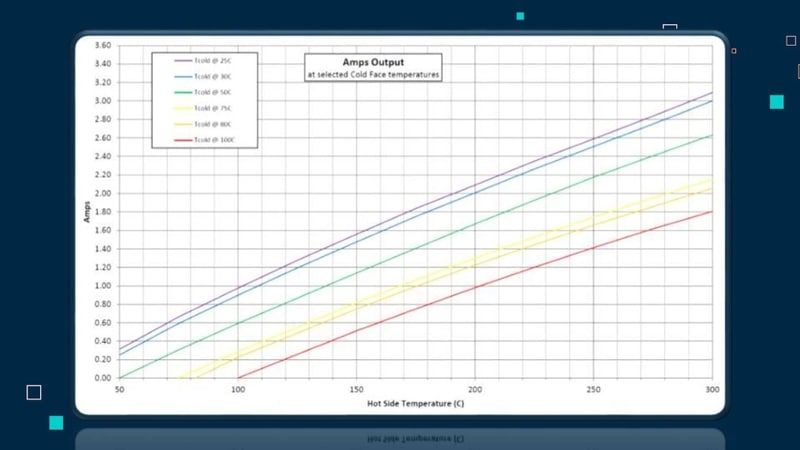 Amps Output
at selected Cold Face temperatures
Tcold @ 25C
Tcold @ 30C
Tcold @ 50C
Tcold @ 75C
Tcold @ 80C
Tcold @ 100C
Amps
3.60
3.40
3.20
3.00
2.80
2.60
2.40
2.20
2.00
1.80
1.60
1.40
1.20
1.00
0.80
0.60
0.40
0.20
0.00
50 100 150 200 250 300
Hot Side Temperature (C)